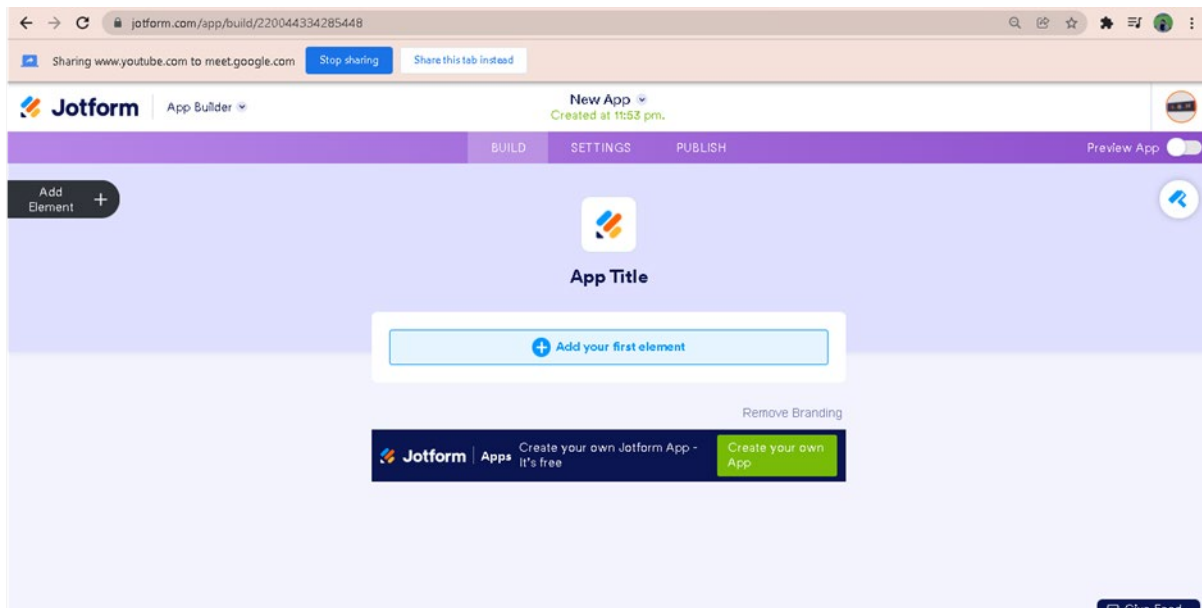 jotform.com/app/build/220044334285448
Sharing www.youtube.com to meet.google.com Stop sharing Share this tab instead
Jotform App Builder
New App
Created at 11:53 pm.
BUILD SETTINGS PUBLISH Preview App
Add
Element
App Title
Add your first element
Remove Branding
Jotform Apps
Create your own Jotform App -
It's free
Create your own
App
Give Feed